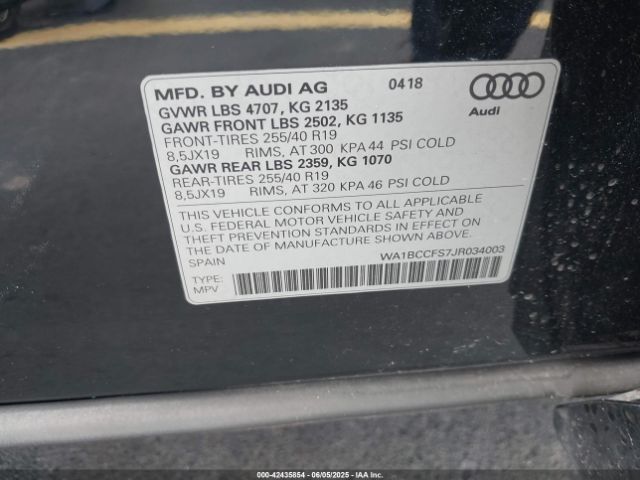 MFD. BY AUDI AG 0418
Audi
GVWR LBS 4707, KG 2135
GAWR FRONT LBS 2502, KG 1135
FRONT-TIRES 255/40 R19
8,5JX19 RIMS, AT 300 KPA 44 PSI COLD
GAWR REAR LBS 2359, KG 1070
REAR-TIRES 255/40 R19
8,5JX19 RIMS, AT 320 KPA 46 PSI COLD
THIS VEHICLE CONFORMS TO ALL APPLICABLE
U.S. FEDERAL MOTOR VEHICLE SAFETY AND
THEFT PREVENTION STANDARDS IN EFFECT ON
THE DATE OF MANUFACTURE SHOWN ABOVE.
SPAIN
WA1BCCFS7JR034003
TYPE:
MPV
000-42435854 - 06/05/2025 - IAA Inc.